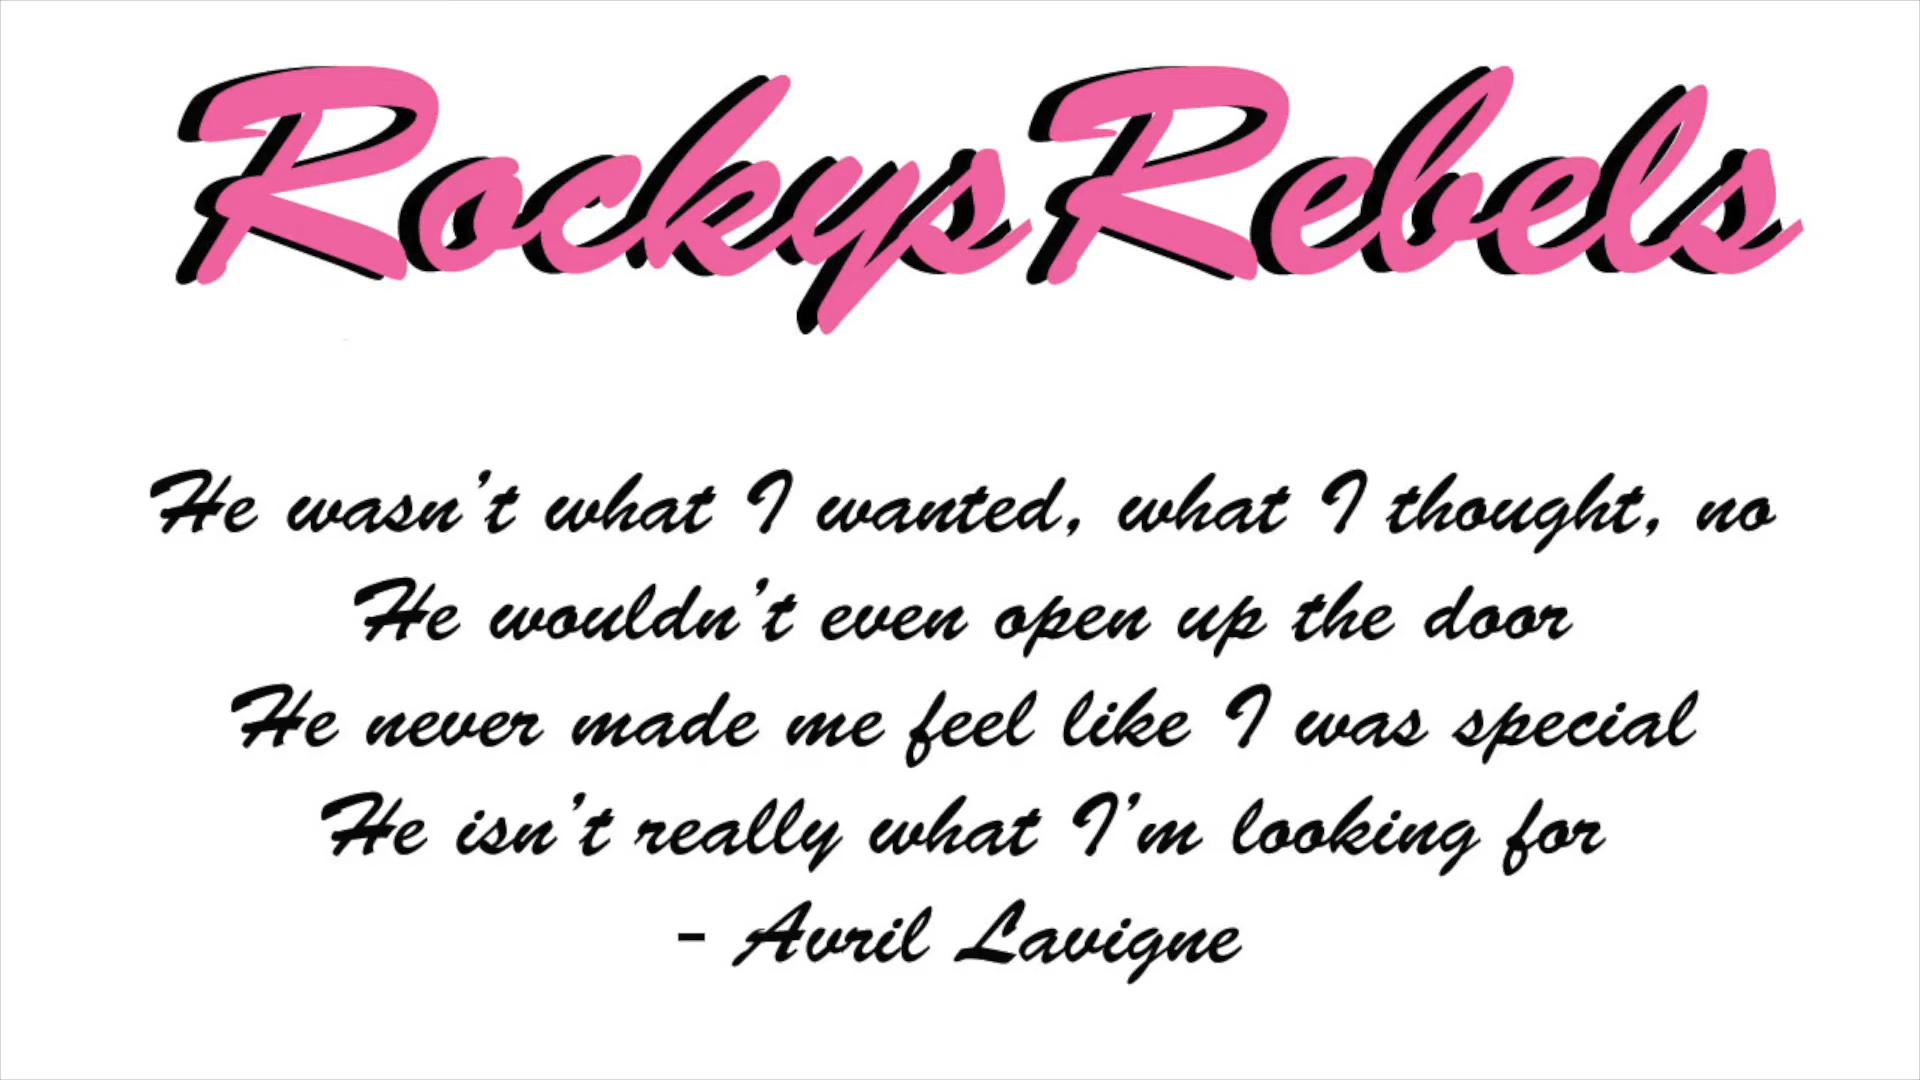 RockysRebels
He wasn't what I wanted, what I thought, no
He wouldn't even open up the door
He never made me feel like I was special
He isn't really what I'm looking for
- Avril Lavigne